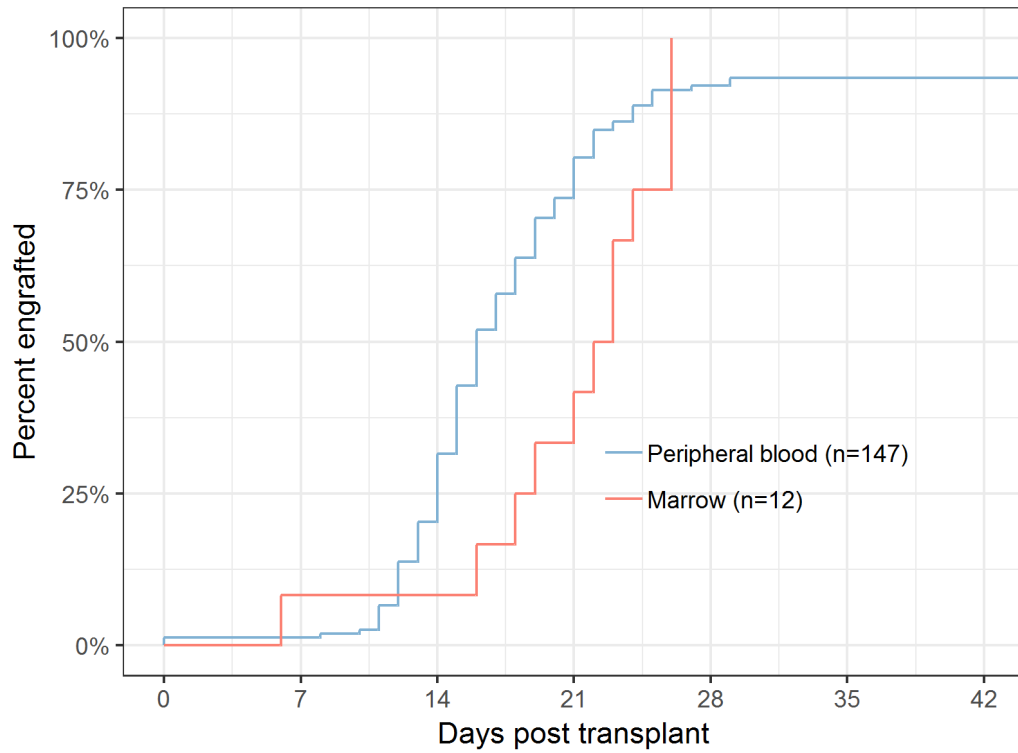 100%
75%
50%
25%
0%
Percent engrafted
Peripheral blood (n=147)
Marrow (n=12)
0 7 14 21 28 35 42
Days post transplant